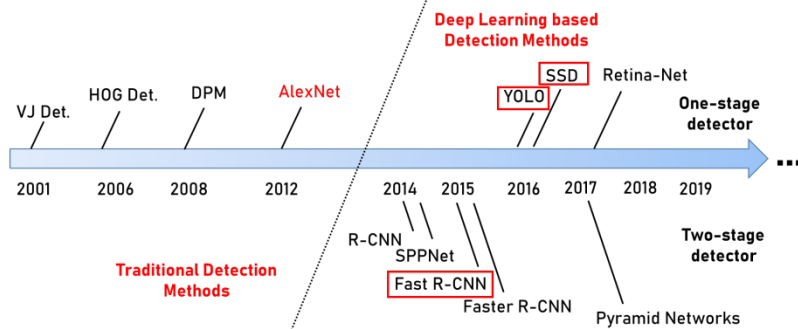 Deep Learning based
Detection Methods
SSD
Retina-Net
YOLO
HOG Det.
DPM
AlexNet
VJ Det.
One-stage
detector
...
2001
2006
2008
2012
2014
2015
2016
2017
2018
2019
R-CNN
SPPNet
Two-stage
detector
Traditional Detection
Methods
Fast R-CNN
Faster R-CNN
Pyramid Networks